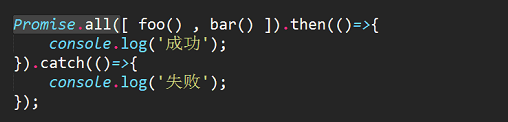 Promise.all([ foo() , bar() ]).then(()=>{
    console.log('成功');
}).catch(()=>{
    console.log('失败');
});